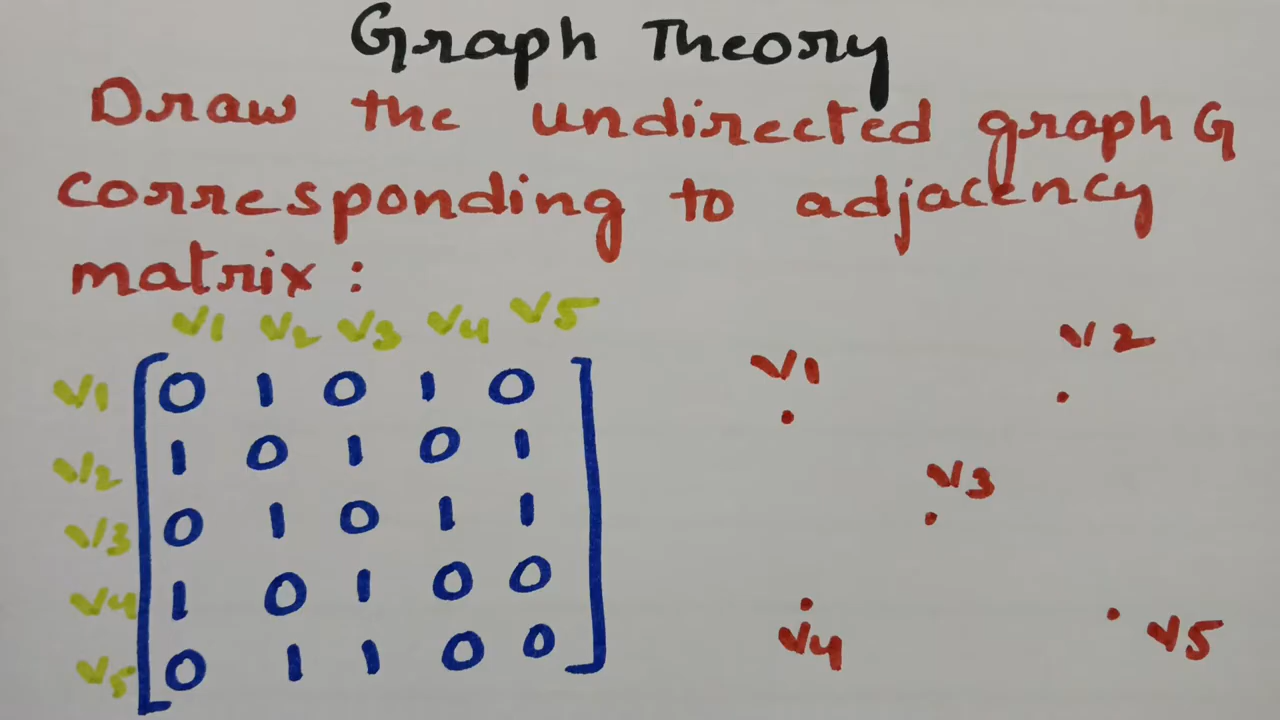 Graph Theory
Draw the undirected graph G
corresponding to adjacency
matrix :
V1 V2 V3 V4 V5
V1 0 1 0 1 0
V2 1 0 1 0 1
V3 0 1 0 1 1
V4 1 0 1 0 0
V5 0 1 1 0 0
V1
V2
V3
V4
V5